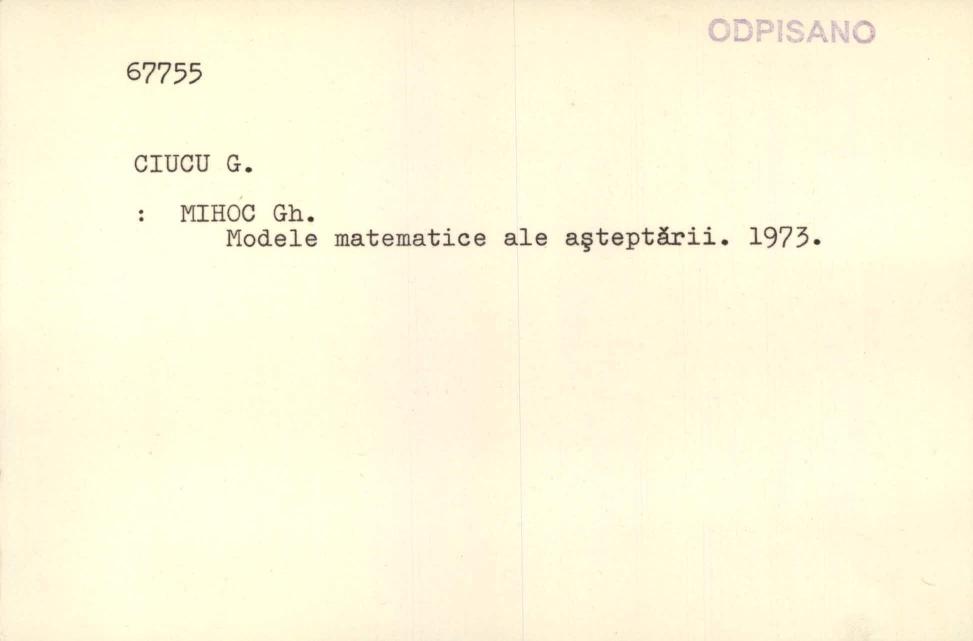 ODPISANO
67755
CIUCU G.
: MIHOC Gh.
Modele matematice ale aşteptării. 1973.